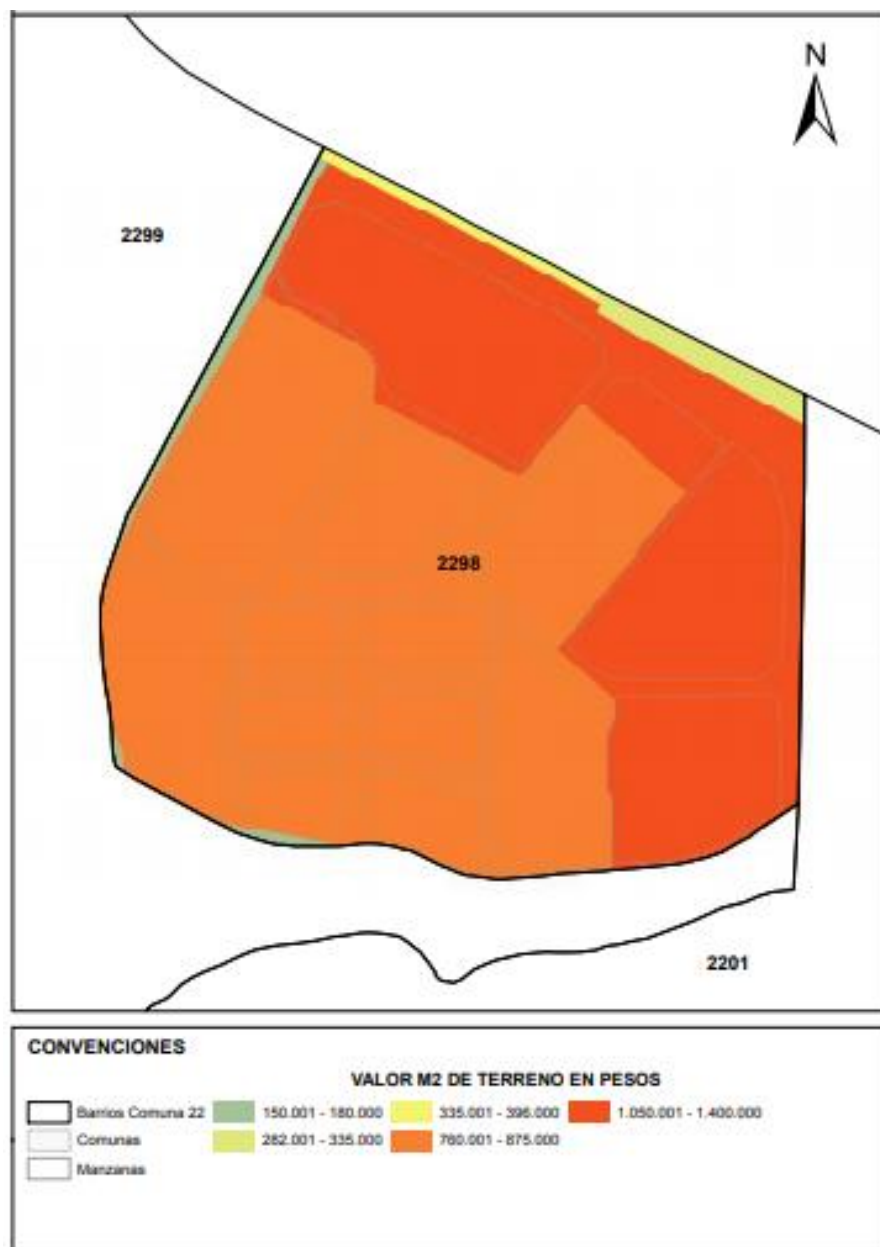 N
2299
2298
2201
CONVENCIONES
VALOR M2 DE TERRENO EN PESOS
Barrios Comuna 22 150.001 - 180.000 335.001 - 396.000 1.050.001 - 1.400.000
Comunas 282.001 - 335.000 760.001 - 875.000
Manzanas